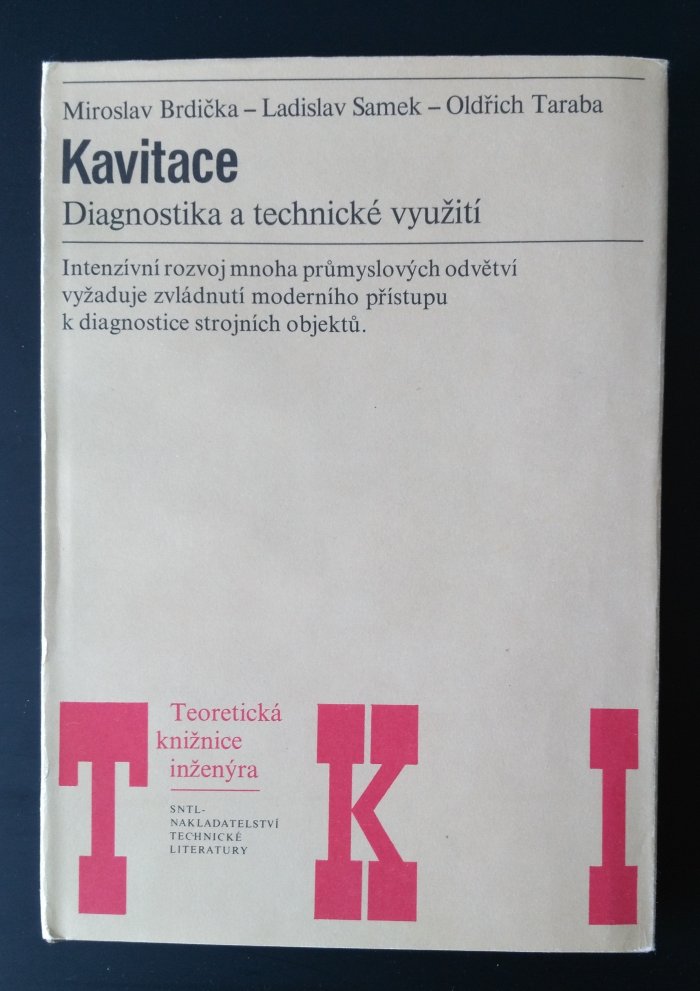 Miroslav Brdička – Ladislav Samek – Oldřich Taraba
Kavitace
Diagnostika a technické využití
Intenzívní rozvoj mnoha průmyslových odvětví
vyžaduje zvládnutí moderního přístupu
k diagnostice strojních objektů.
Teoretická
knižnice
inženýra
SNTL-
NAKLADATELSTVÍ
TECHNICKÉ
LITERATURY
T K I